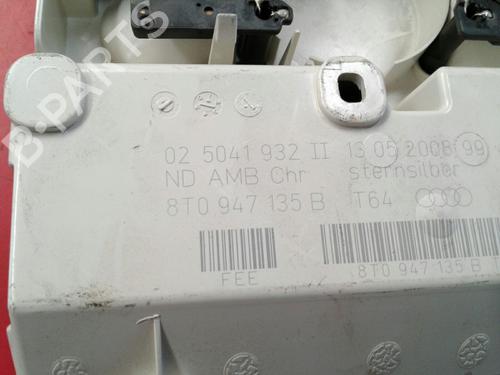 B-PARTS
02 5041 932 II 13 05 2008 99
ND AMB Chr sternsilber
8T0 947 135 B T64
FEE
8T0 947 135 B